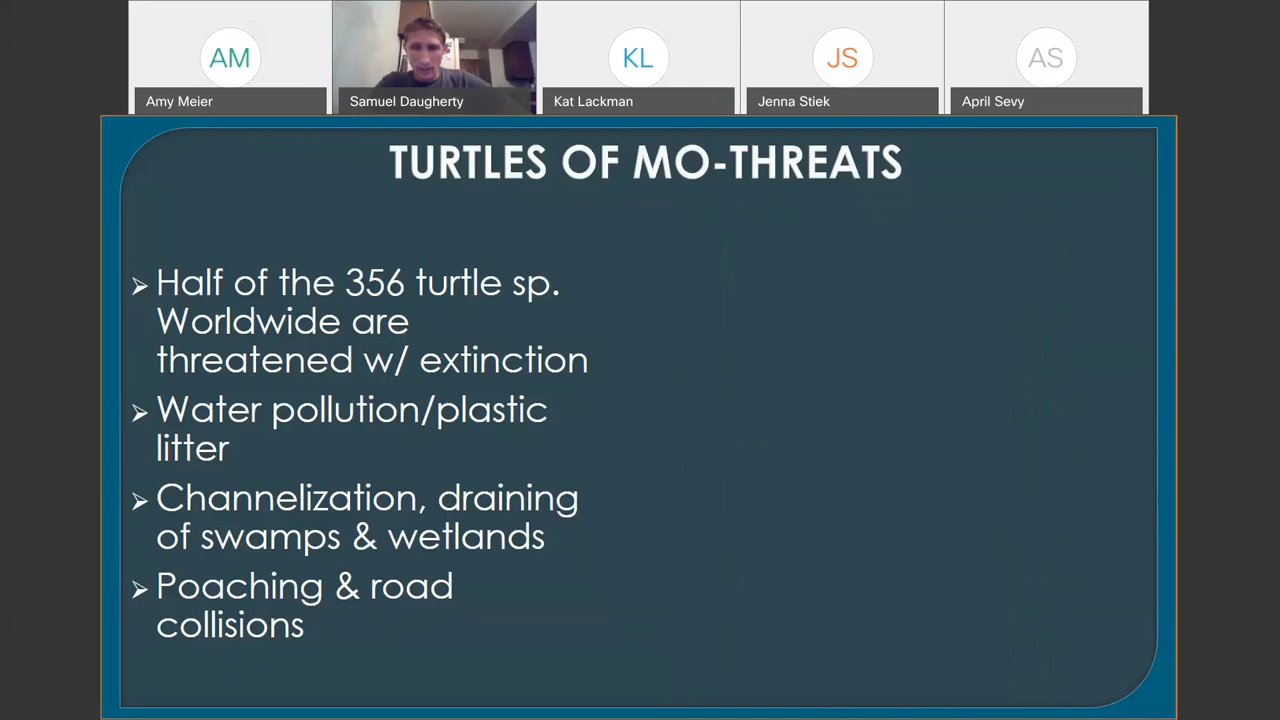 AM
KL
JS
AS
Amy Meier
Samuel Daugherty
Kat Lackman
Jenna Stiek
April Sevy
TURTLES OF MO-THREATS
Half of the 356 turtle sp.
Worldwide are
threatened w/ extinction
Water pollution/plastic
litter
Channelization, draining
of swamps & wetlands
Poaching & road
collisions